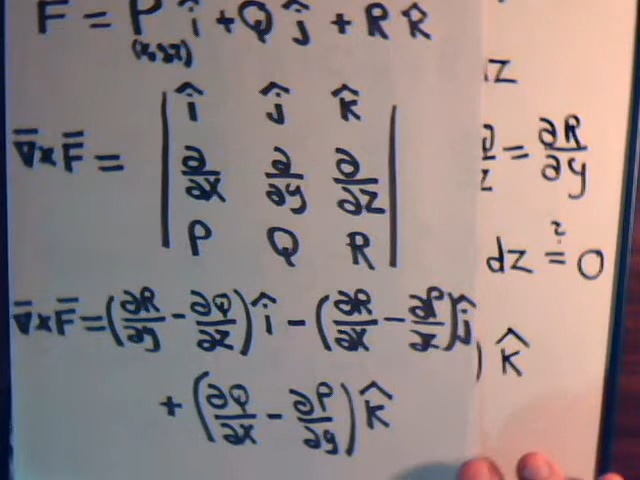 F̄ = P î + Q ĵ + R k̂
(x,y,z)
∇̄ x F̄ = | î ĵ k̂ |
| ∂/∂x ∂/∂y ∂/∂z |
| P Q R |
∇̄ x F̄ = (∂R/∂y - ∂Q/∂z) î - (∂R/∂x - ∂P/∂z) ĵ
+ (∂Q/∂x - ∂P/∂y) k̂
z
= ∂R/∂y
dz ≟ 0
) k̂